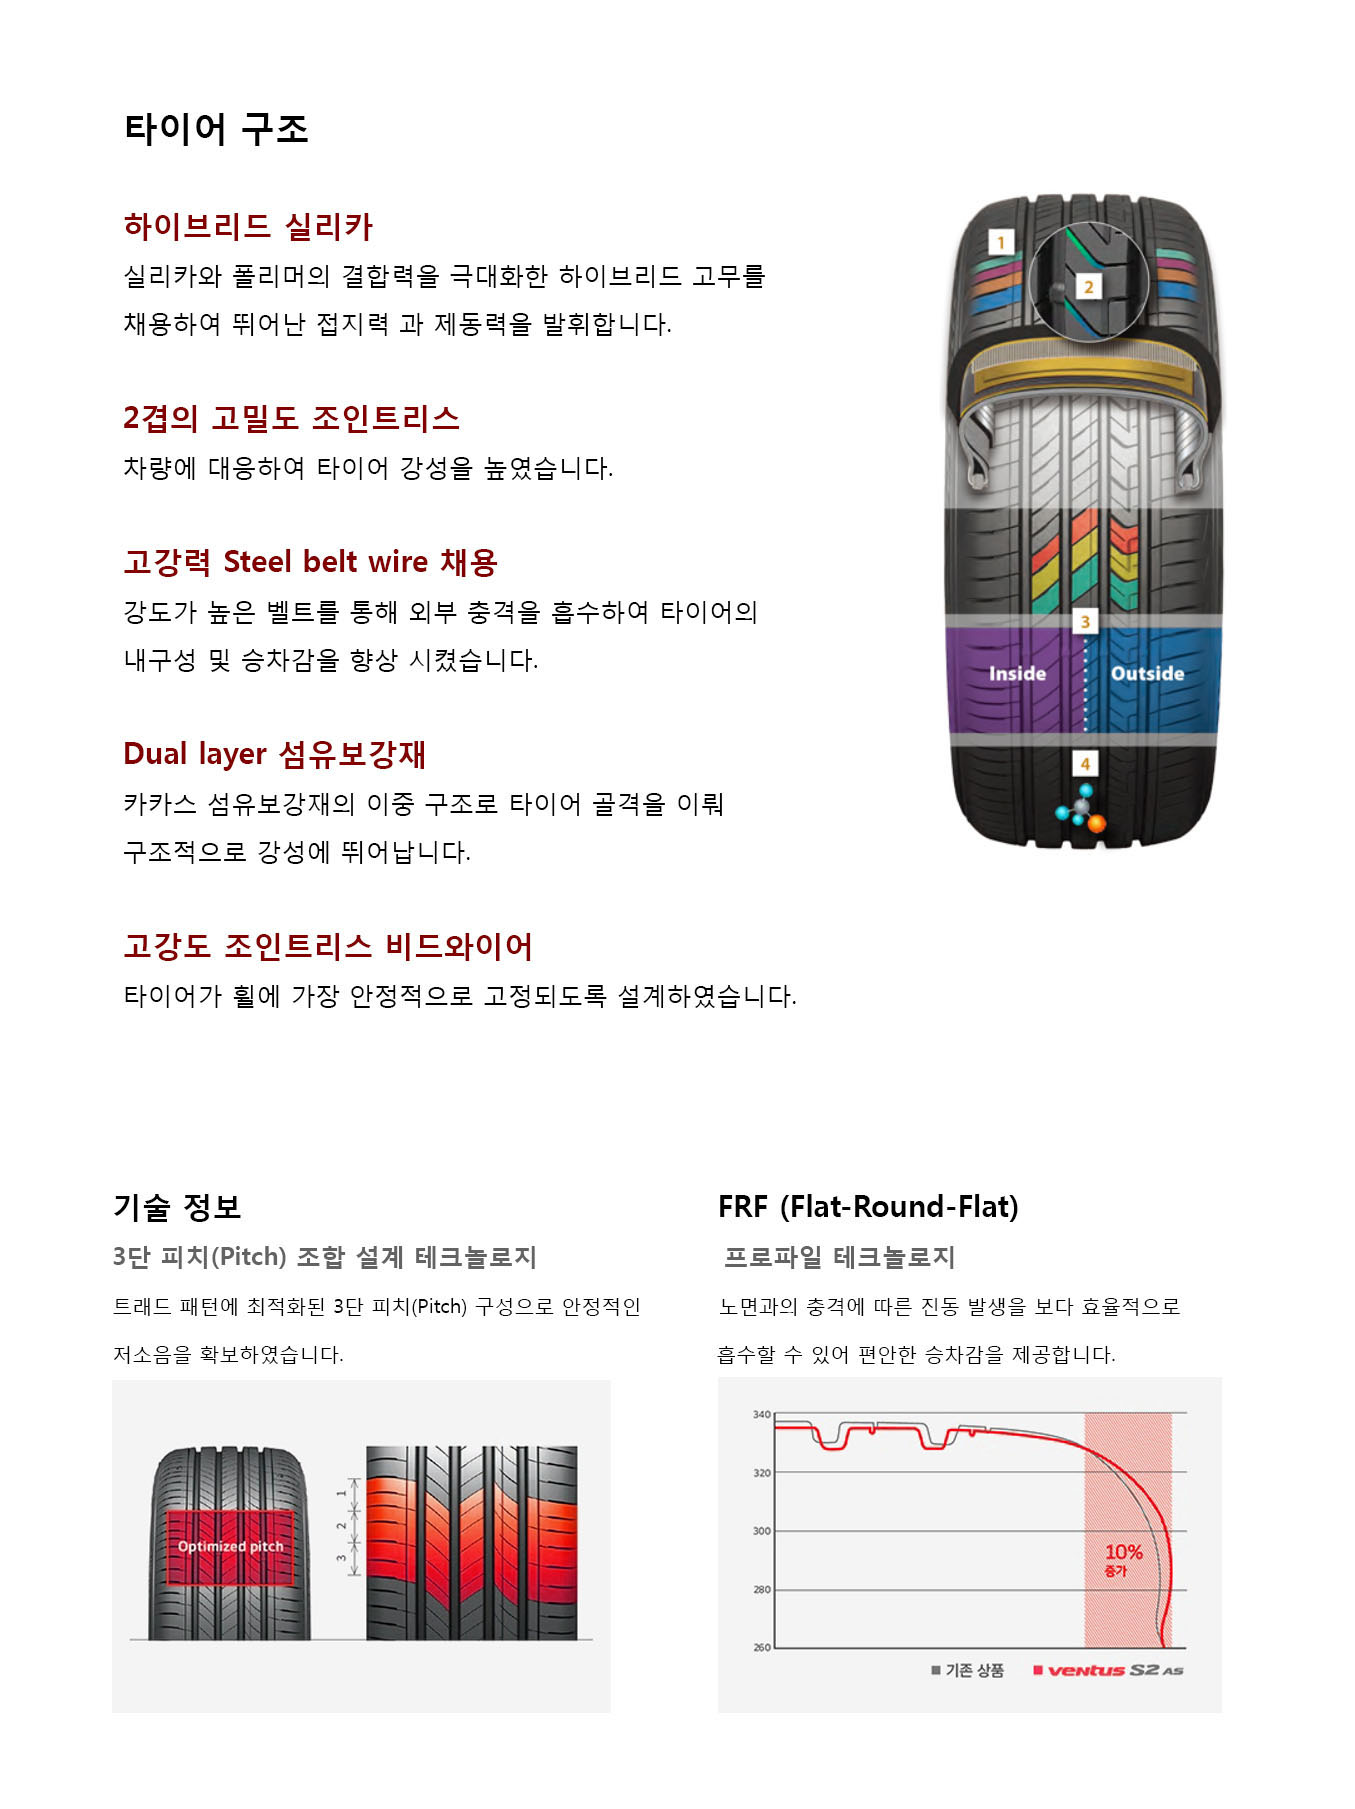 타이어 구조
하이브리드 실리카
실리카와 폴리머의 결합력을 극대화한 하이브리드 고무를
채용하여 뛰어난 접지력 과 제동력을 발휘합니다.
2겹의 고밀도 조인트리스
차량에 대응하여 타이어 강성을 높였습니다.
고강력 Steel belt wire 채용
강도가 높은 벨트를 통해 외부 충격을 흡수하여 타이어의
내구성 및 승차감을 향상 시켰습니다.
Dual layer 섬유보강재
카카스 섬유보강재의 이중 구조로 타이어 골격을 이뤄
구조적으로 강성에 뛰어납니다.
고강도 조인트리스 비드와이어
타이어가 휠에 가장 안정적으로 고정되도록 설계하였습니다.
1
2
3
Inside Outside
4
기술 정보
3단 피치(Pitch) 조합 설계 테크놀로지
트래드 패턴에 최적화된 3단 피치(Pitch) 구성으로 안정적인
저소음을 확보하였습니다.
Optimized pitch
1
2
3
FRF (Flat-Round-Flat)
프로파일 테크놀로지
노면과의 충격에 따른 진동 발생을 보다 효율적으로
흡수할 수 있어 편안한 승차감을 제공합니다.
340
320
300
280
260
10%
증가
기존 상품 ventus S2 AS